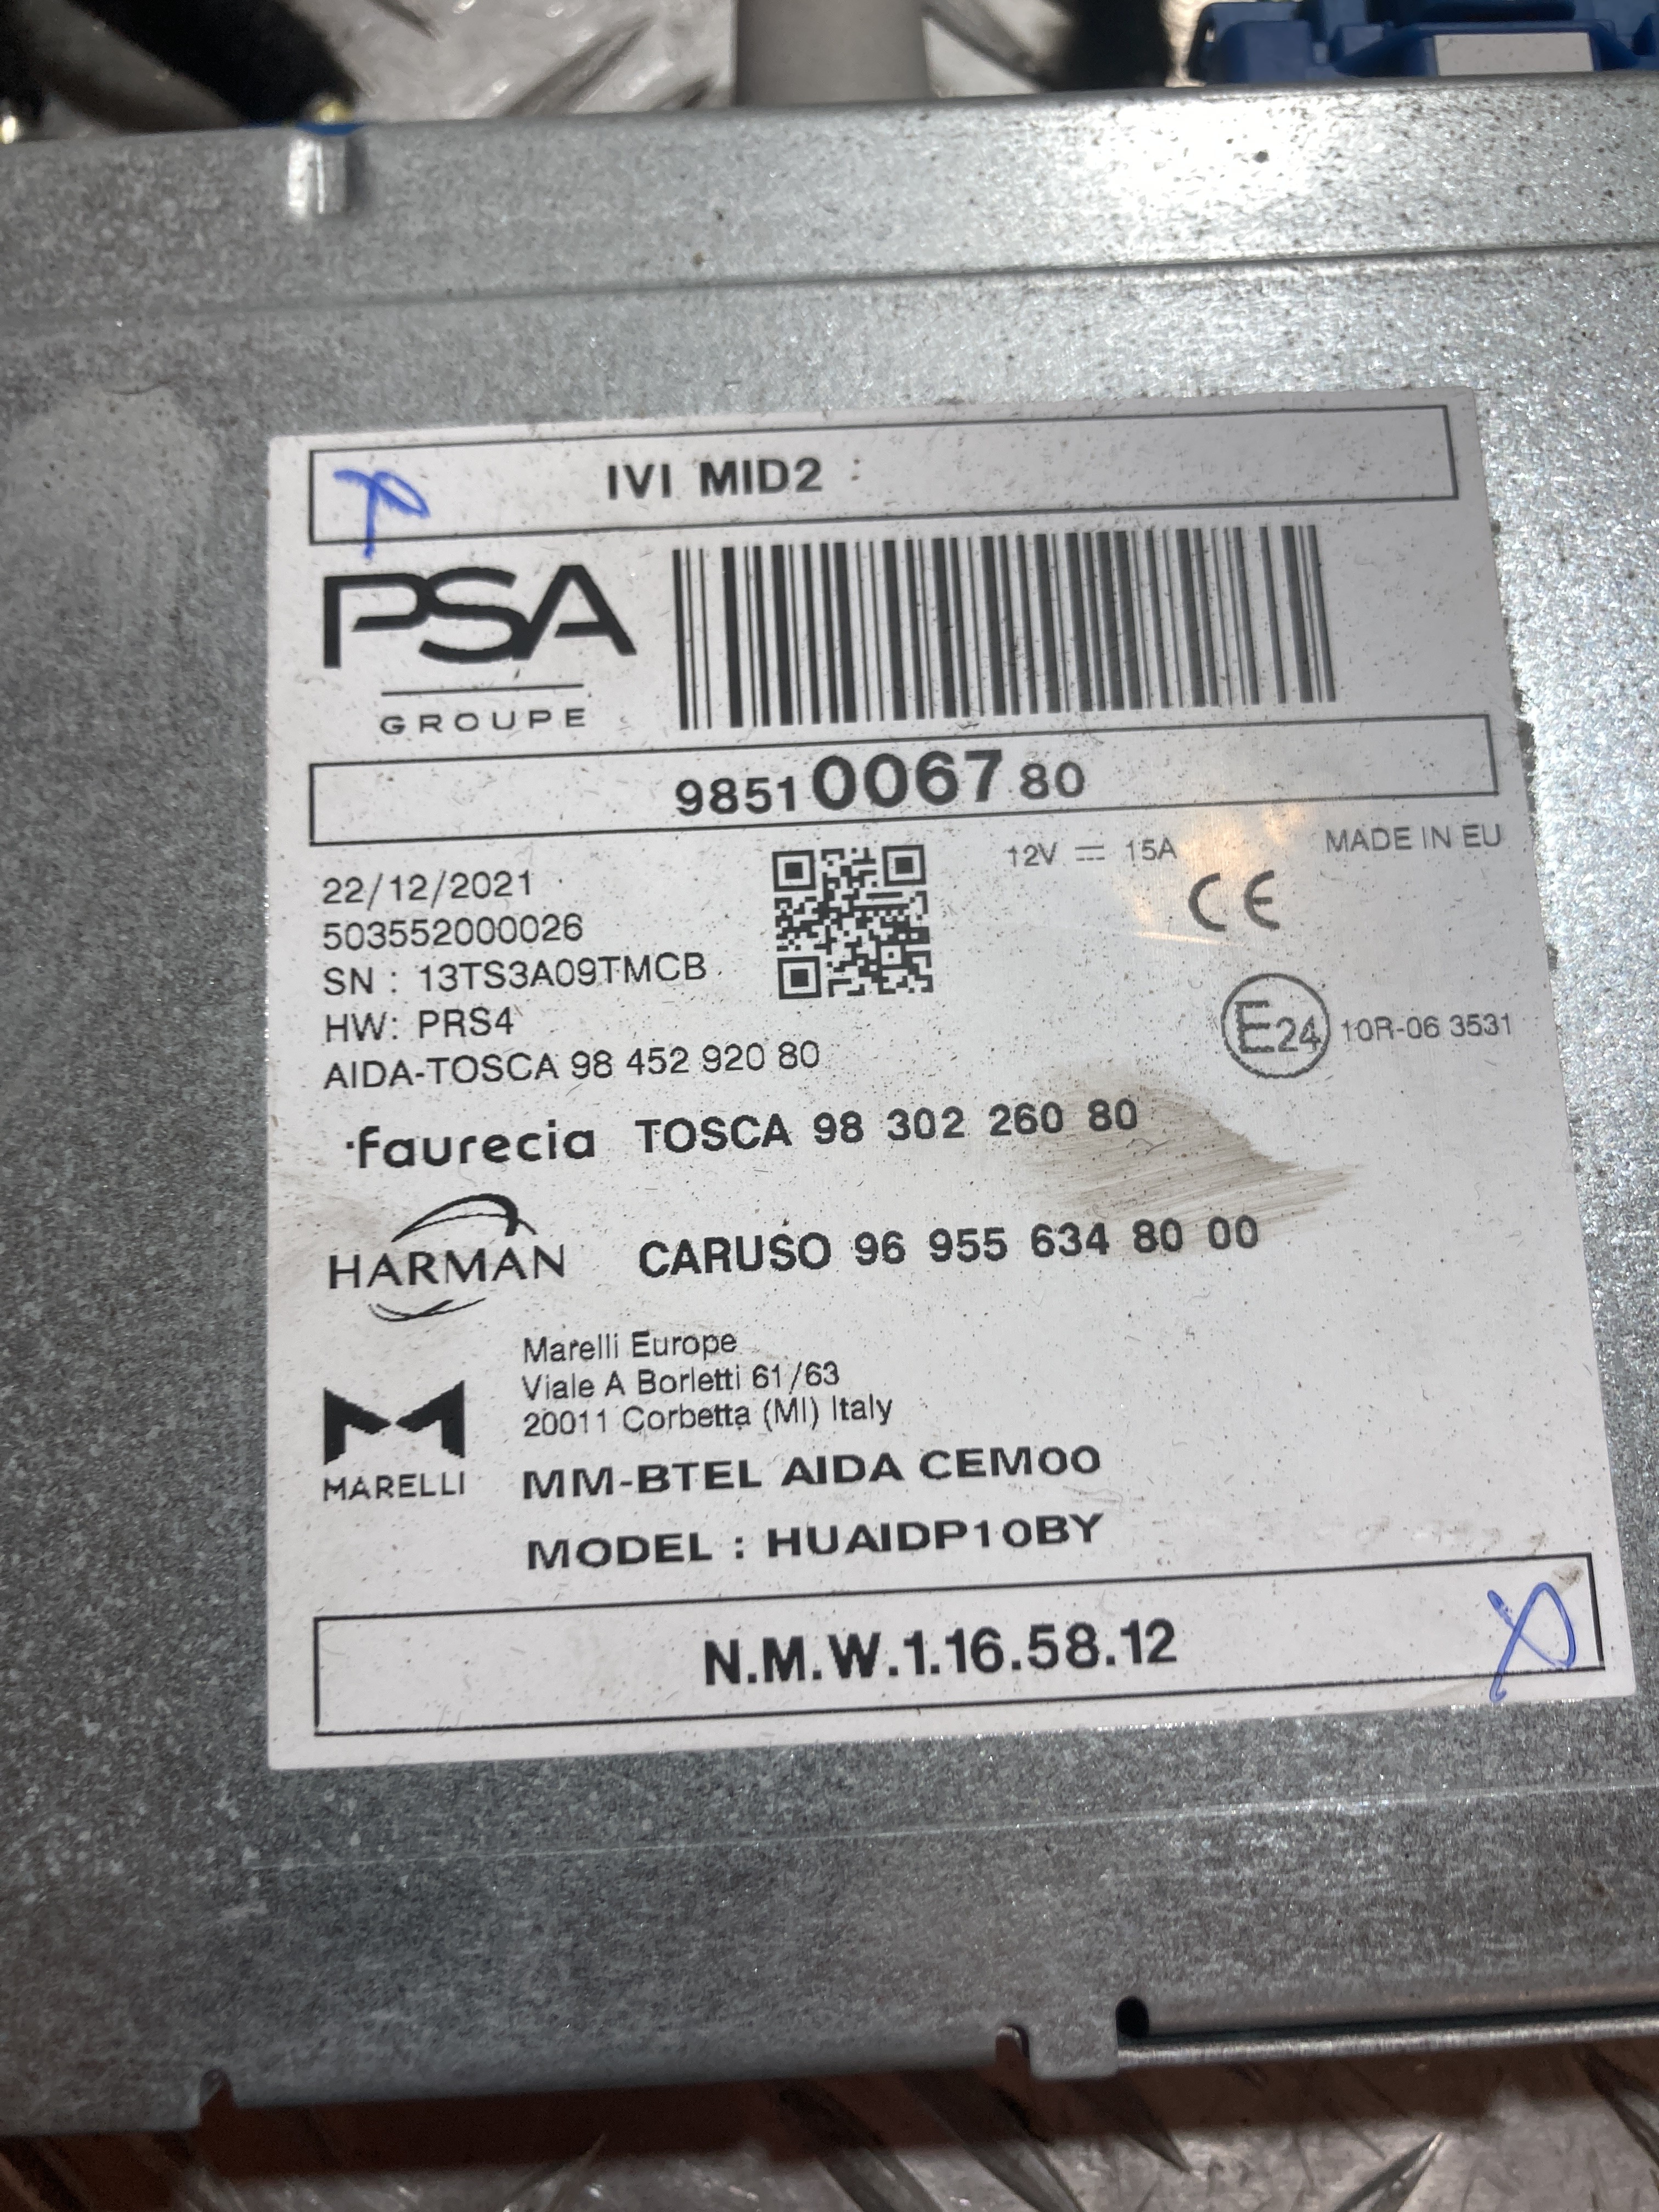 IVI MID2 :
PSA
GROUPE
9851006780
22/12/2021
503552000026
SN : 13TS3A09TMCB
HW: PRS4
AIDA-TOSCA 98 452 920 80
12V ⎓ 15A
MADE IN EU
CE
E24 10R-06 3531
faurecia TOSCA 98 302 260 80
HARMAN CARUSO 96 955 634 80 00
Marelli Europe
Viale A Borletti 61/63
20011 Corbetta (MI) Italy
MARELLI
MM-BTEL AIDA CEM00
MODEL : HUAIDP10BY
N.M.W.1.16.58.12